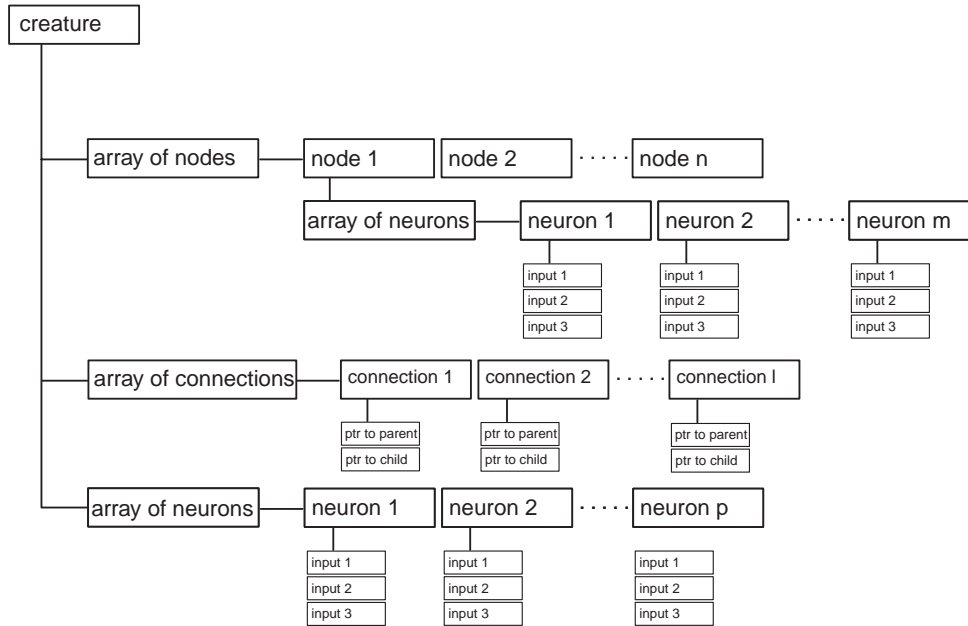 creature
array of nodes node 1 node 2 ..... node n
array of neurons neuron 1 neuron 2 ..... neuron m
input 1 input 1 input 1
input 2 input 2 input 2
input 3 input 3 input 3
array of connections connection 1 connection 2 ..... connection l
ptr to parent ptr to parent ptr to parent
ptr to child ptr to child ptr to child
array of neurons neuron 1 neuron 2 ..... neuron p
input 1 input 1 input 1
input 2 input 2 input 2
input 3 input 3 input 3